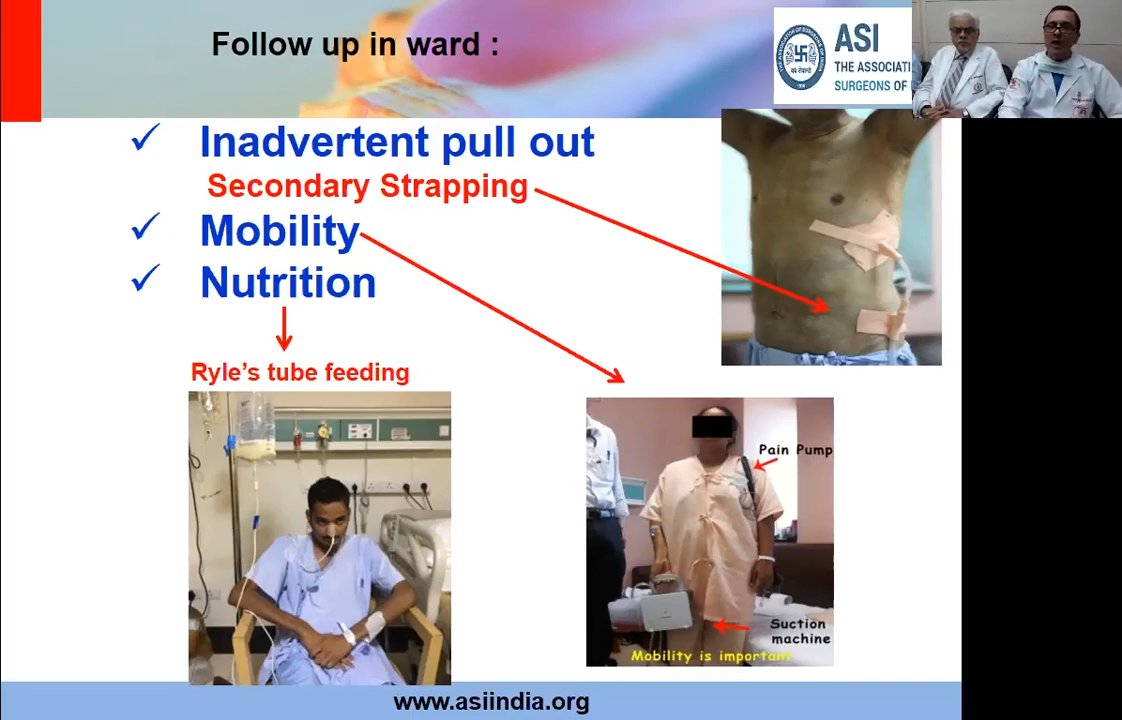 Follow up in ward :
ASI
THE ASSOCIATI
SURGEONS OF
✓ Inadvertent pull out
Secondary Strapping
✓ Mobility
✓ Nutrition
Ryle's tube feeding
Pain Pump
Suction
machine
Mobility is important
www.asiindia.org